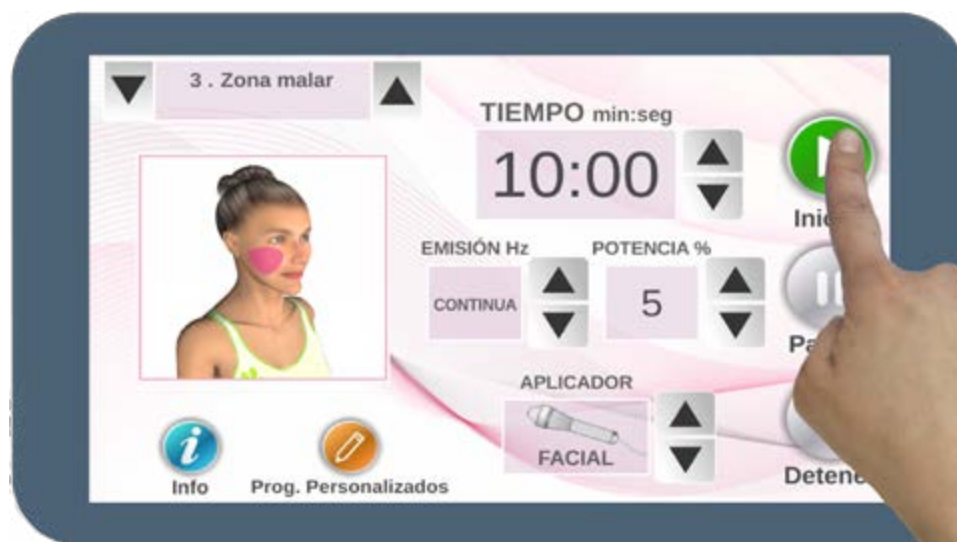 3 . Zona malar
TIEMPO min:seg
10:00
EMISIÓN Hz
POTENCIA %
CONTINUA
5
APLICADOR
FACIAL
Info
Prog. Personalizados